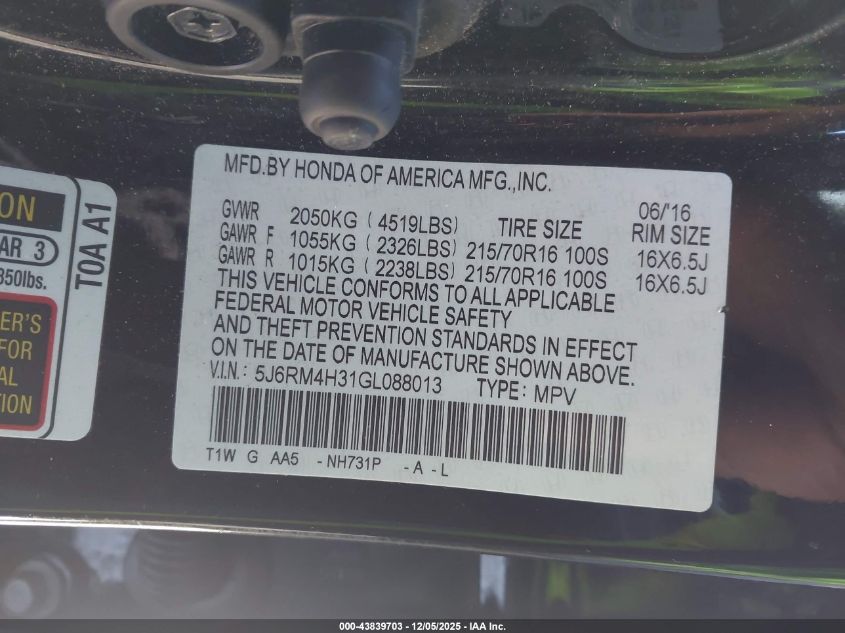 MFD.BY HONDA OF AMERICA MFG.,INC.
06/'16
GVWR 2050KG ( 4519LBS) TIRE SIZE RIM SIZE
GAWR F 1055KG ( 2326LBS) 215/70R16 100S 16X6.5J
GAWR R 1015KG ( 2238LBS) 215/70R16 100S 16X6.5J
THIS VEHICLE CONFORMS TO ALL APPLICABLE
FEDERAL MOTOR VEHICLE SAFETY
AND THEFT PREVENTION STANDARDS IN EFFECT
ON THE DATE OF MANUFACTURE SHOWN ABOVE.
V.I.N.: 5J6RM4H31GL088013 TYPE: MPV
T1W G AA5 -NH731P -A -L
ON
AR 3
350lbs.
ER'S
FOR
AL
TION
T0A A1
000-43839703 - 12/05/2025 - IAA Inc.